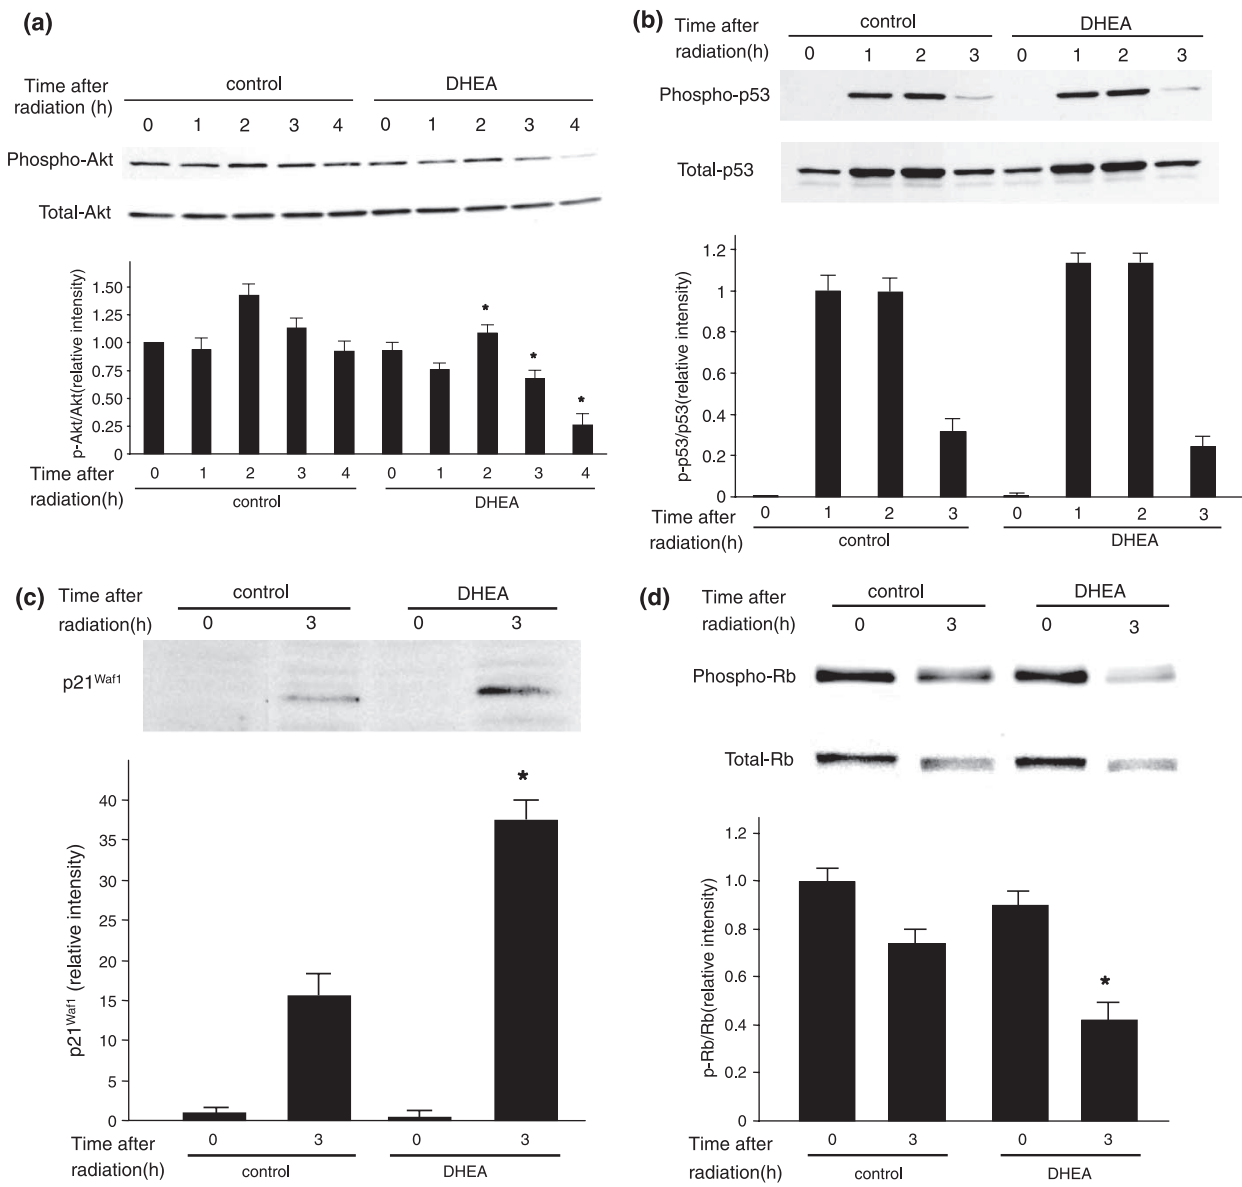 (a)
Time after
radiation (h)
control DHEA
0 1 2 3 4 0 1 2 3 4
Phospho-Akt
Total-Akt
p-Akt/Akt(relative intensity)
1.50
1.25
1.00
0.75
1.50
0.25
0
* * *
Time after
radiation(h)
0 1 2 3 4 0 1 2 3 4
control DHEA
(b)
Time after
radiation(h)
control DHEA
0 1 2 3 0 1 2 3
Phospho-p53
Total-p53
p-p53/p53(relative intensity)
1.2
1
0.8
0.6
0.4
0.2
0
Time after
radiation(h)
0 1 2 3 0 1 2 3
control DHEA
(c)
Time after
radiation(h)
control DHEA
0 3 0 3
p21Waf1
p21Waf1 (relative intensity)
40
35
30
25
20
15
10
5
0
*
Time after
radiation(h)
0 3 0 3
control DHEA
(d)
Time after
radiation(h)
control DHEA
0 3 0 3
Phospho-Rb
Total-Rb
p-Rb/Rb(relative intensity)
1.2
1.0
0.8
0.6
0.4
0.2
0
*
Time after
radiation(h)
0 3 0 3
control DHEA